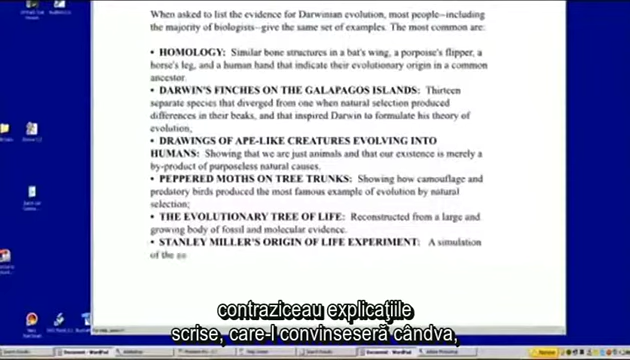 When asked to list the evidence for Darwinian evolution, most people--including
the majority of biologists--give the same set of examples. The most common are:
• HOMOLOGY: Similar bone structures in a bat's wing, a porpoise's flipper, a
horse's leg, and a human hand that indicate their evolutionary origin in a common
ancestor.
• DARWIN'S FINCHES ON THE GALAPAGOS ISLANDS: Thirteen
separate species that diverged from one when natural selection produced
differences in their beaks, and that inspired Darwin to formulate his theory of
evolution;
• DRAWINGS OF APE-LIKE CREATURES EVOLVING INTO
HUMANS: Showing that we are just animals and that our existence is merely a
by-product of purposeless natural causes.
• PEPPERED MOTHS ON TREE TRUNKS: Showing how camouflage and
predatory birds produced the most famous example of evolution by natural
selection;
• THE EVOLUTIONARY TREE OF LIFE: Reconstructed from a large and
growing body of fossil and molecular evidence.
• STANLEY MILLER'S ORIGIN OF LIFE EXPERIMENT: A simulation
of the
contraziceau explicaţiile
scrise, care-l convinseseră cândva,